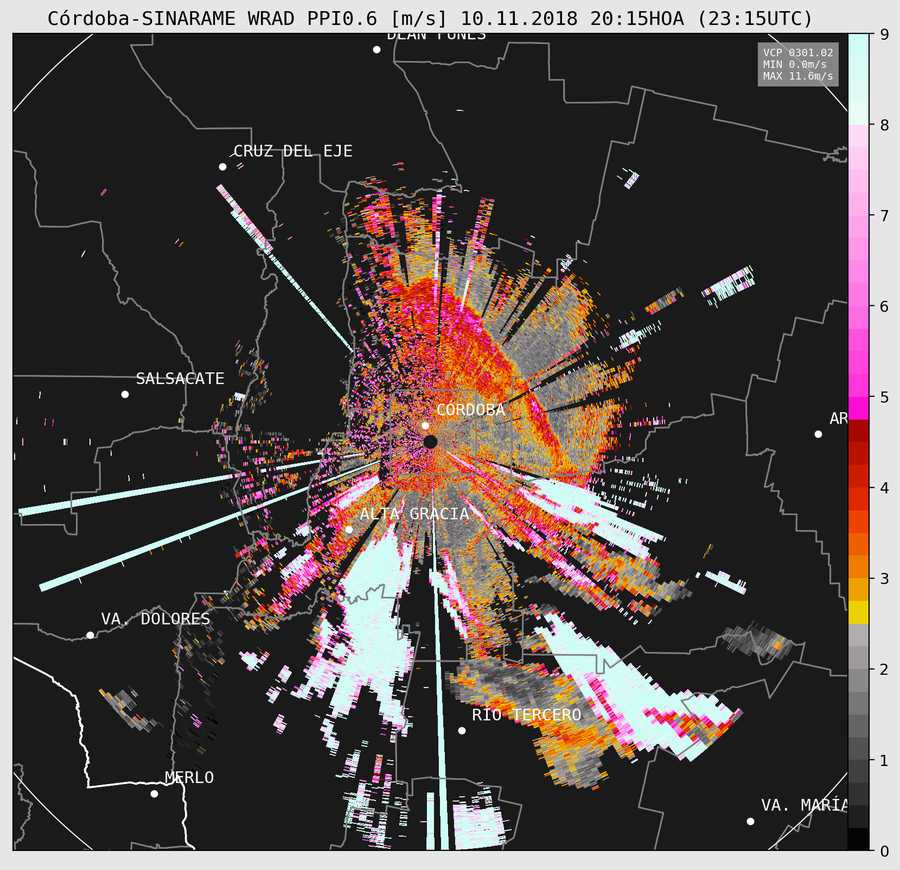 Córdoba-SINARAME WRAD PPI0.6 [m/s] 10.11.2018 20:15HOA (23:15UTC)
DEAN FUNES
VCP 0301.02
MIN 0.0m/s
MAX 11.6m/s
CRUZ DEL EJE
SALSACATE
CORDOBA
AR
ALTA GRACIA
VA. DOLORES
RIO TERCERO
MERLO
VA. MARIA
9
8
7
6
5
4
3
2
1
0